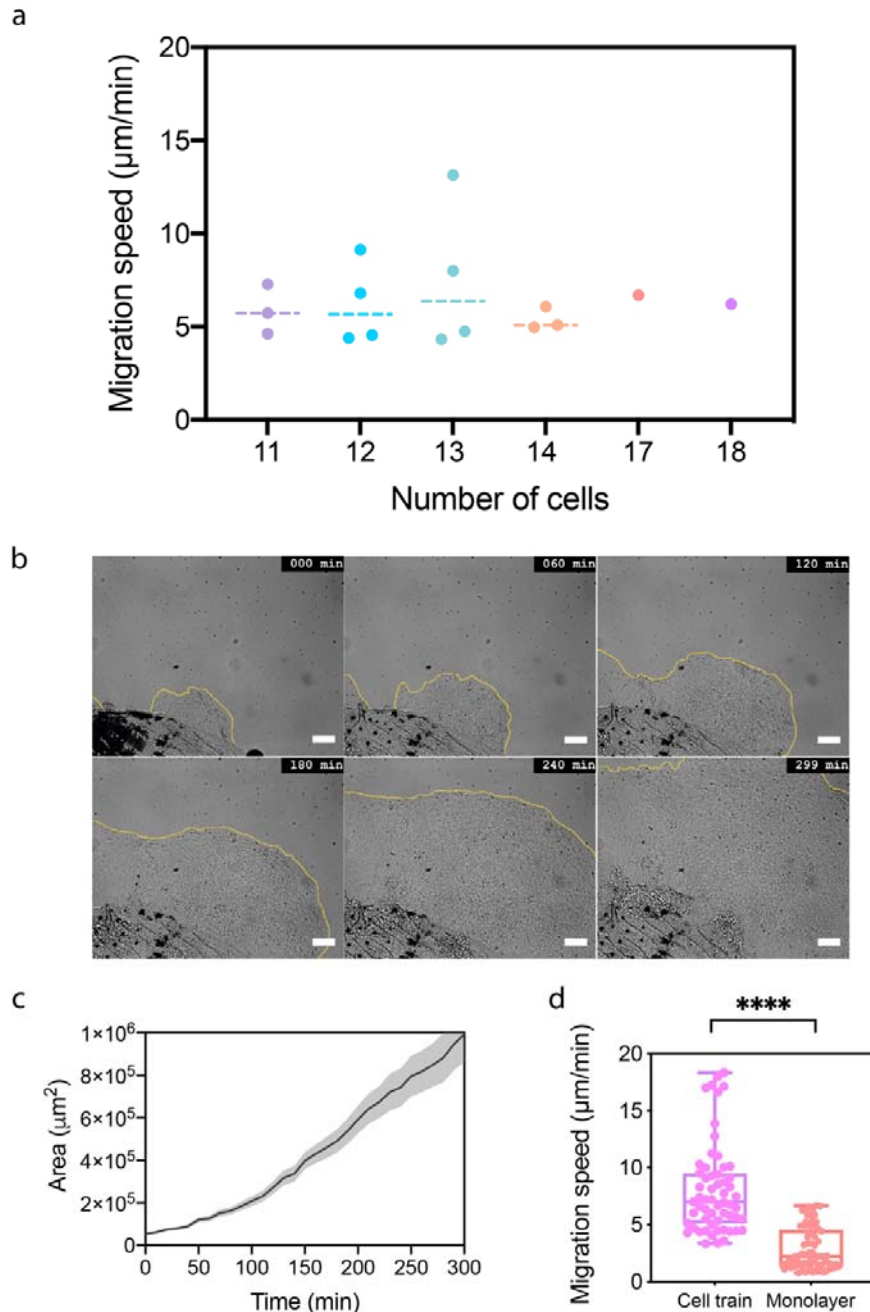 a
20
15
10
5
0
Migration speed (µm/min)
11 12 13 14 17 18
Number of cells
b
000 min 060 min 120 min
180 min 240 min 299 min
c
1×10⁶
8×10⁵
6×10⁵
4×10⁵
2×10⁵
0
Area (µm²)
0 50 100 150 200 250 300
Time (min)
d
****
20
15
10
5
0
Migration speed (µm/min)
Cell train Monolayer